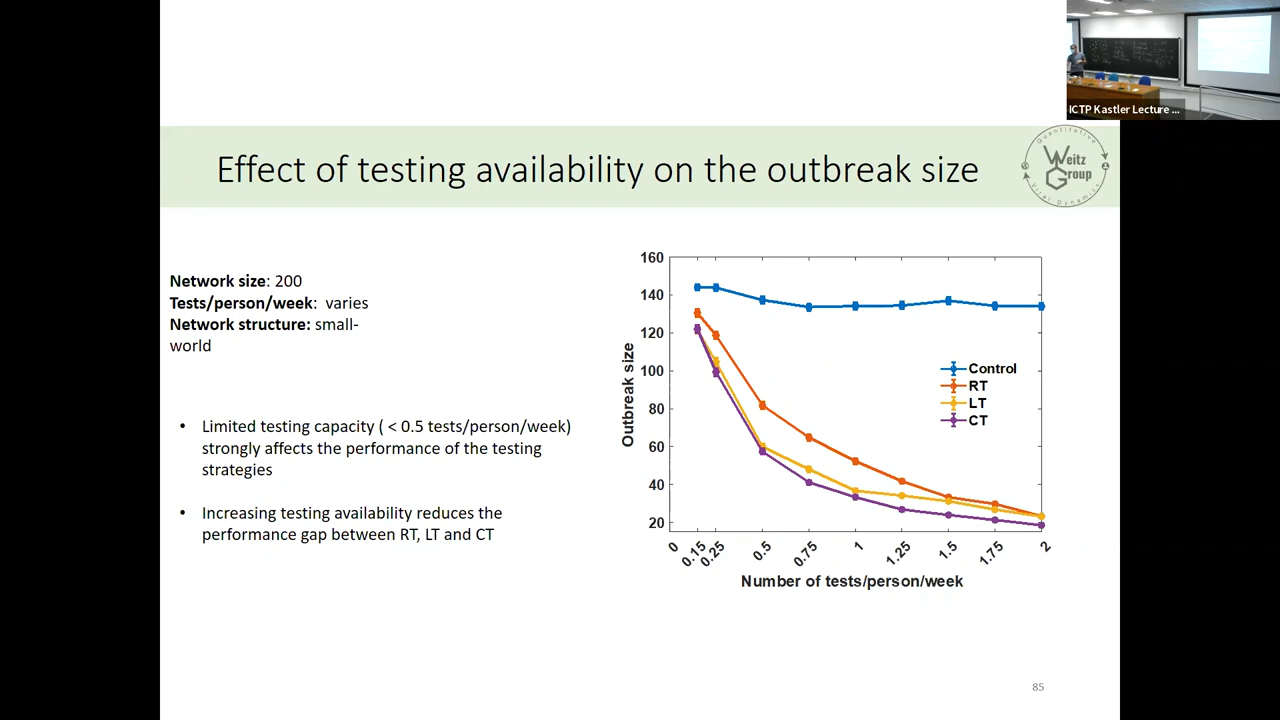 ICTP Kastler Lecture ...
Effect of testing availability on the outbreak size
Quantitative
Weitz
Group
Viral Dynamics
Network size: 200
Tests/person/week: varies
Network structure: small-
world
• Limited testing capacity ( < 0.5 tests/person/week)
strongly affects the performance of the testing
strategies
• Increasing testing availability reduces the
performance gap between RT, LT and CT
Outbreak size
160
140
120
100
80
60
40
20
Control
RT
LT
CT
0 0.15 0.25 0.5 0.75 1 1.25 1.5 1.75 2
Number of tests/person/week
85